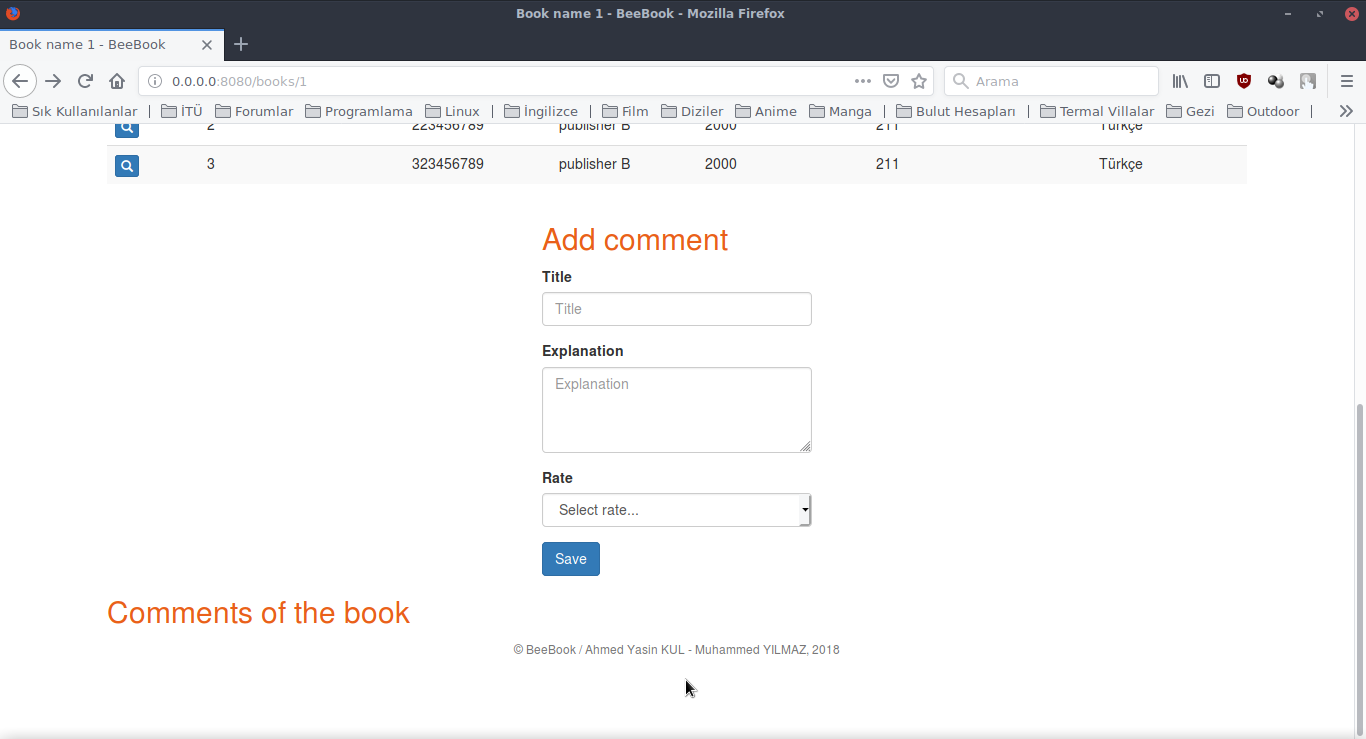 Book name 1 - BeeBook - Mozilla Firefox
Book name 1 - BeeBook
0.0.0.0:8080/books/1
Arama
Sık Kullanılanlar | İTÜ Forumlar Programlama Linux | İngilizce | Film Diziler Anime Manga | Bulut Hesapları | Termal Villalar Gezi Outdoor |
2 223456789 publisher B 2000 211 Türkçe
3 323456789 publisher B 2000 211 Türkçe
Add comment
Title
Title
Explanation
Explanation
Rate
Select rate...
Save
Comments of the book
© BeeBook / Ahmed Yasin KUL - Muhammed YILMAZ, 2018